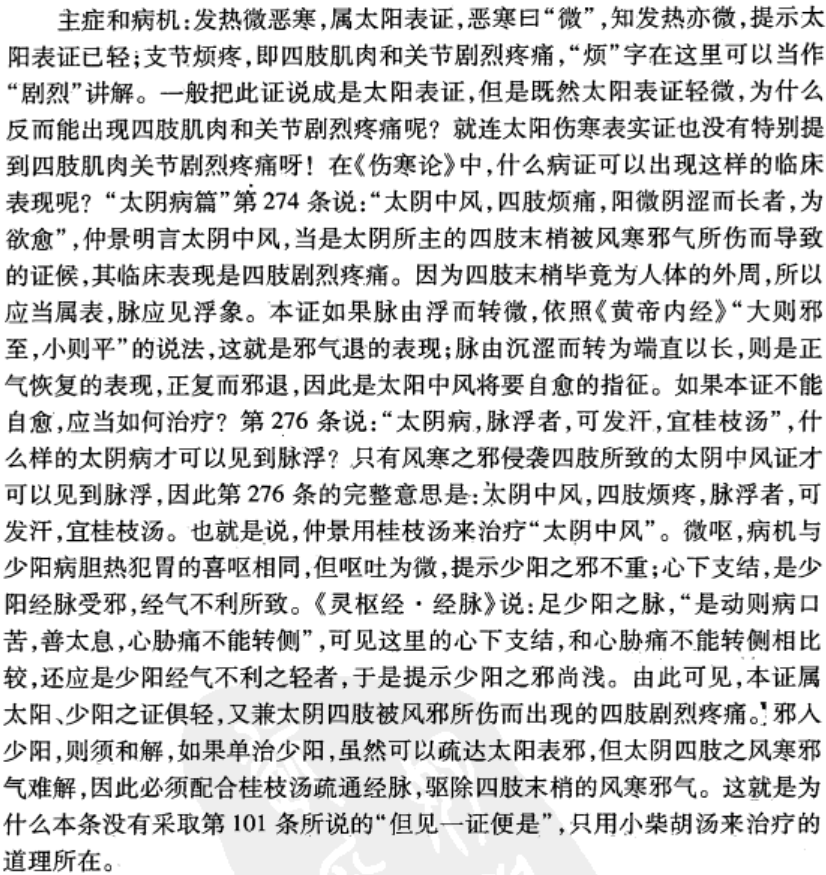 主症和病机：发热微恶寒，属太阳表证，恶寒曰“微”，知发热亦微，提示太
阳表证已轻；支节烦疼，即四肢肌肉和关节剧烈疼痛，“烦”字在这里可以当作
“剧烈”讲解。一般把此证说成是太阳表证，但是既然太阳表证轻微，为什么
反而能出现四肢肌肉和关节剧烈疼痛呢？就连太阳伤寒表实证也没有特别提
到四肢肌肉关节剧烈疼痛呀！在《伤寒论》中，什么病证可以出现这样的临床
表现呢？“太阴病篇”第 274 条说：“太阴中风，四肢烦痛，阳微阴涩而长者，为
欲愈”，仲景明言太阴中风，当是太阴所主的四肢末梢被风寒邪气所伤而导致
的证候，其临床表现是四肢剧烈疼痛。因为四肢末梢毕竟为人体的外周，所以
应当属表，脉应见浮象。本证如果脉由浮而转微，依照《黄帝内经》“大则邪
至，小则平”的说法，这就是邪气退的表现；脉由沉涩而转为端直以长，则是正
气恢复的表现，正复而邪退，因此是太阳中风将要自愈的指征。如果本证不能
自愈，应当如何治疗？第 276 条说：“太阴病，脉浮者，可发汗，宜桂枝汤”，什
么样的太阴病才可以见到脉浮？只有风寒之邪侵袭四肢所致的太阴中风证才
可以见到脉浮，因此第 276 条的完整意思是：太阴中风，四肢烦疼，脉浮者，可
发汗，宜桂枝汤。也就是说，仲景用桂枝汤来治疗“太阴中风”。微呕，病机与
少阳病胆热犯胃的喜呕相同，但呕吐为微，提示少阳之邪不重；心下支结，是少
阳经脉受邪，经气不利所致。《灵枢经·经脉》说：足少阳之脉，“是动则病口
苦，善太息，心胁痛不能转侧”，可见这里的心下支结，和心胁痛不能转侧相比
较，还应是少阳经气不利之轻者，于是提示少阳之邪尚浅。由此可见，本证属
太阳、少阳之证俱轻，又兼太阴四肢被风邪所伤而出现的四肢剧烈疼痛。邪入
少阳，则须和解，如果单治少阳，虽然可以疏达太阳表邪，但太阴四肢之风寒邪
气难解，因此必须配合桂枝汤疏通经脉，驱除四肢末梢的风寒邪气。这就是为
什么本条没有采取第 101 条所说的“但见一证便是”，只用小柴胡汤来治疗的
道理所在。